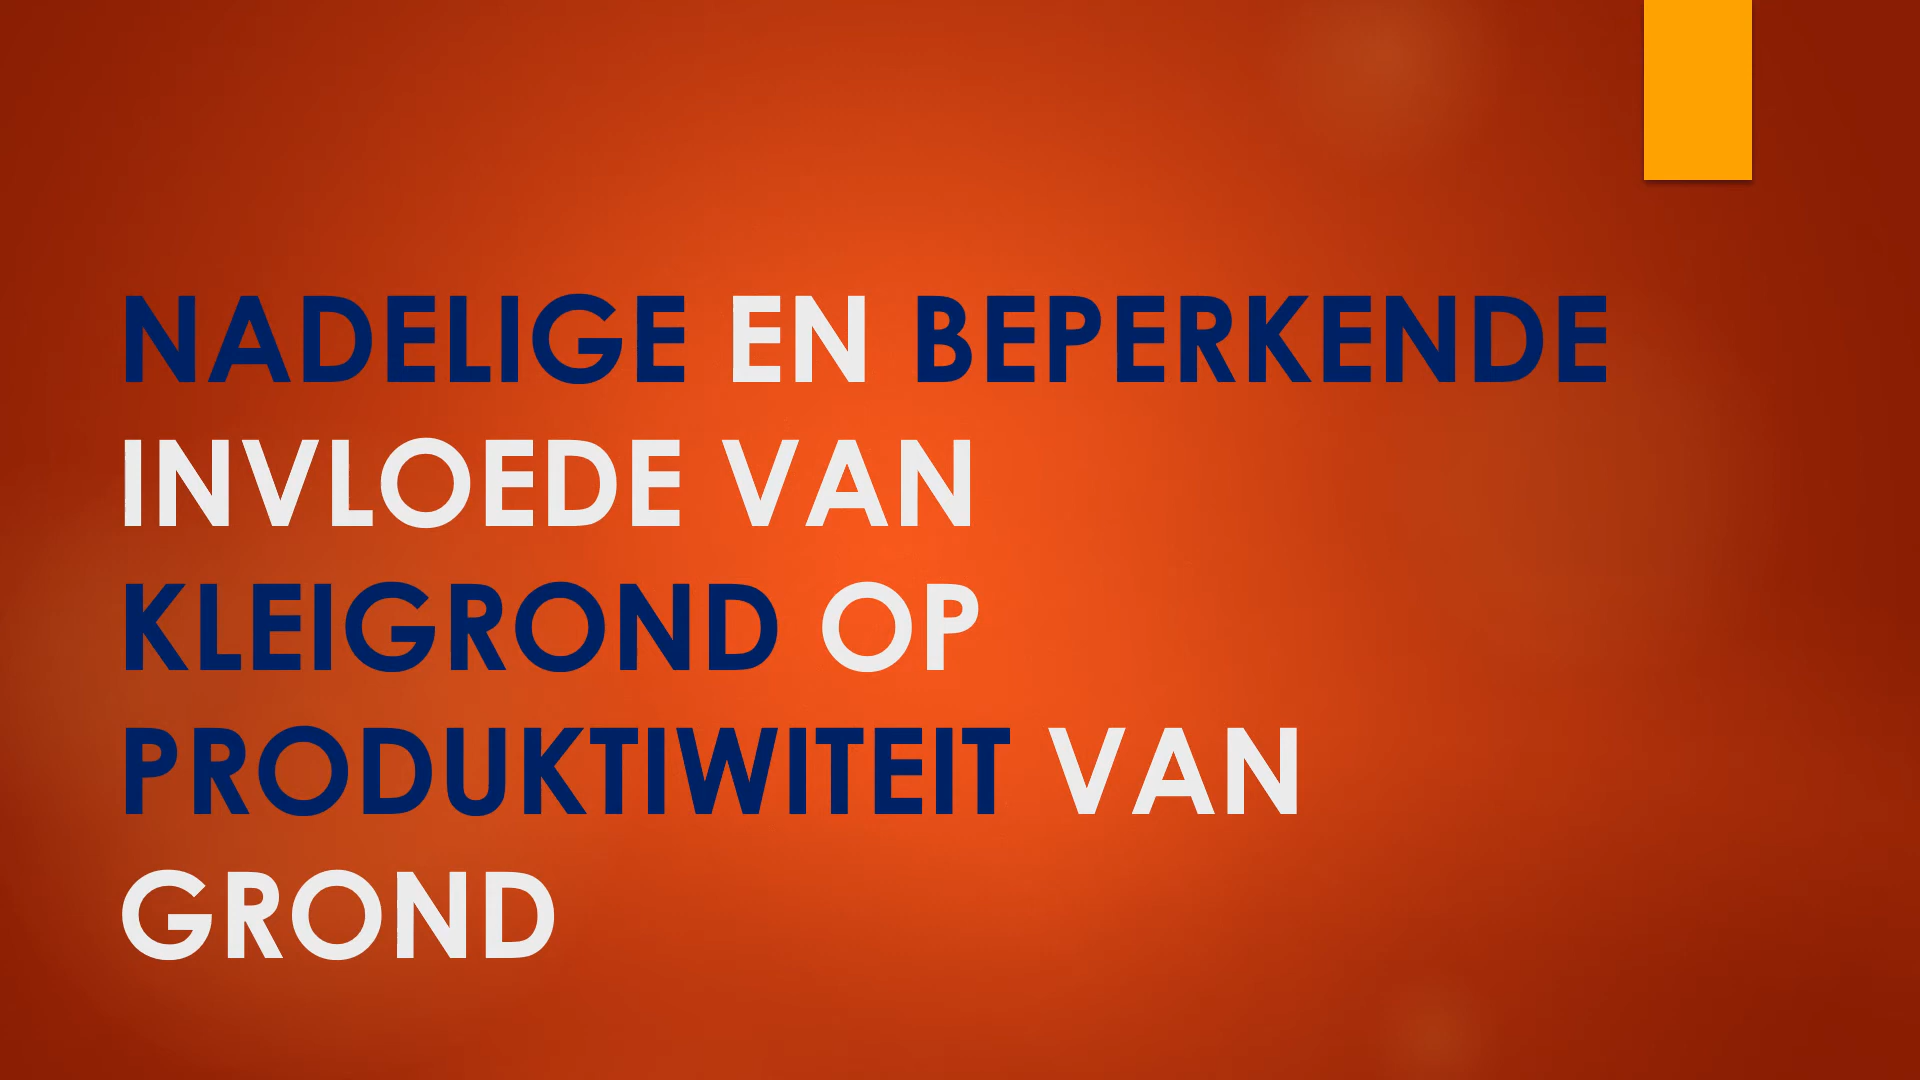 NADELIGE EN BEPERKENDE
INVLOEDE VAN
KLEIGROND OP
PRODUKTIWITEIT VAN
GROND